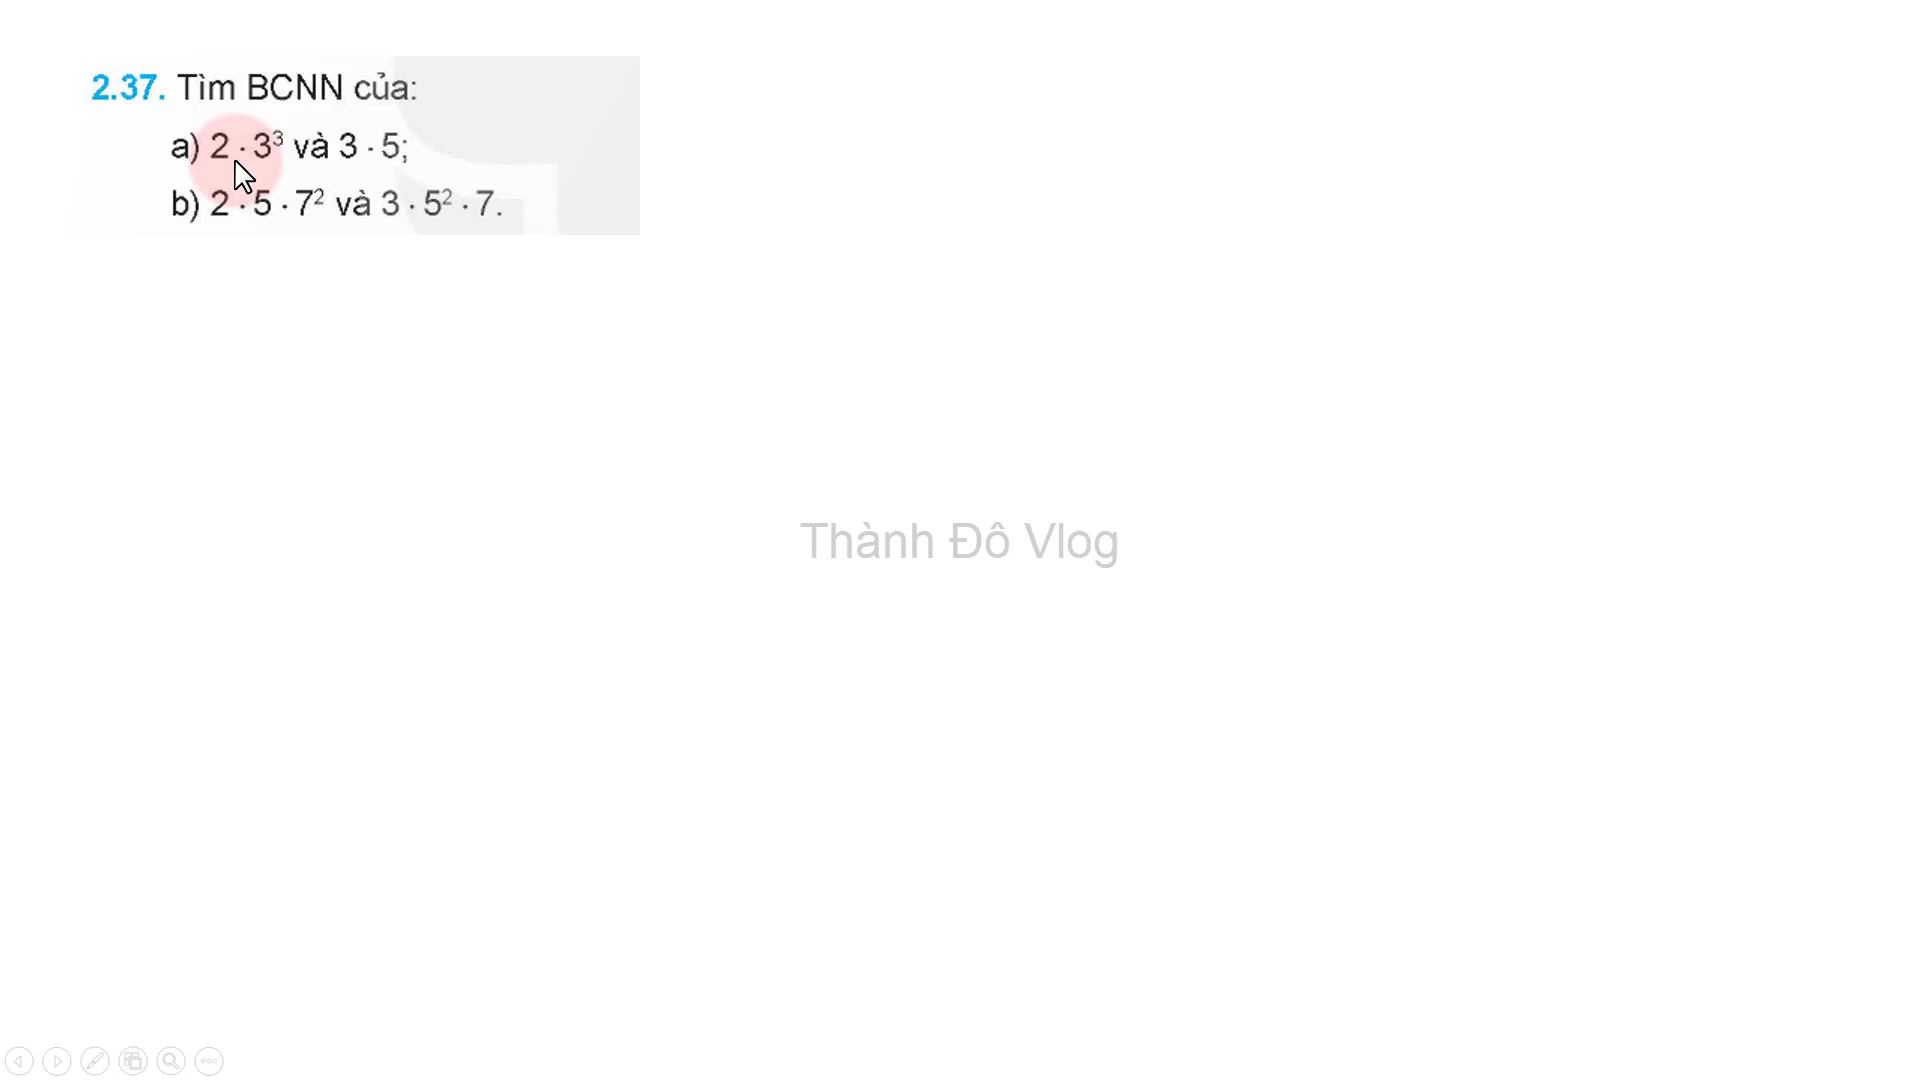 2.37. Tìm BCNN của:
a) 2 · 3³ và 3 · 5;
b) 2 · 5 · 7² và 3 · 5² · 7.
Thành Đô Vlog